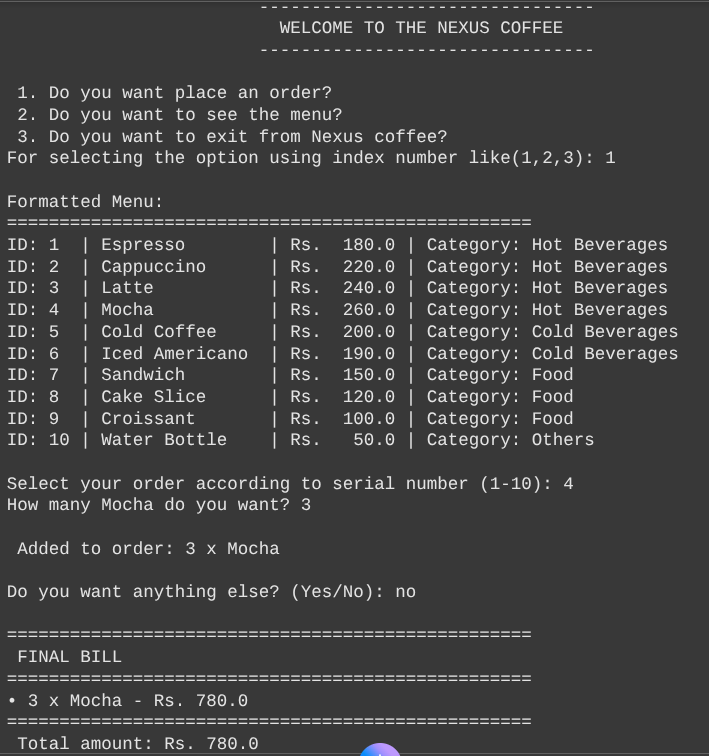 --------------------------------
WELCOME TO THE NEXUS COFFEE
--------------------------------
1. Do you want place an order?
2. Do you want to see the menu?
3. Do you want to exit from Nexus coffee?
For selecting the option using index number like(1,2,3): 1
Formatted Menu:
==================================================
ID: 1  | Espresso        | Rs.  180.0 | Category: Hot Beverages
ID: 2  | Cappuccino      | Rs.  220.0 | Category: Hot Beverages
ID: 3  | Latte           | Rs.  240.0 | Category: Hot Beverages
ID: 4  | Mocha           | Rs.  260.0 | Category: Hot Beverages
ID: 5  | Cold Coffee     | Rs.  200.0 | Category: Cold Beverages
ID: 6  | Iced Americano  | Rs.  190.0 | Category: Cold Beverages
ID: 7  | Sandwich        | Rs.  150.0 | Category: Food
ID: 8  | Cake Slice      | Rs.  120.0 | Category: Food
ID: 9  | Croissant       | Rs.  100.0 | Category: Food
ID: 10 | Water Bottle    | Rs.   50.0 | Category: Others
Select your order according to serial number (1-10): 4
How many Mocha do you want? 3
Added to order: 3 x Mocha
Do you want anything else? (Yes/No): no
==================================================
FINAL BILL
==================================================
• 3 x Mocha - Rs. 780.0
==================================================
Total amount: Rs. 780.0